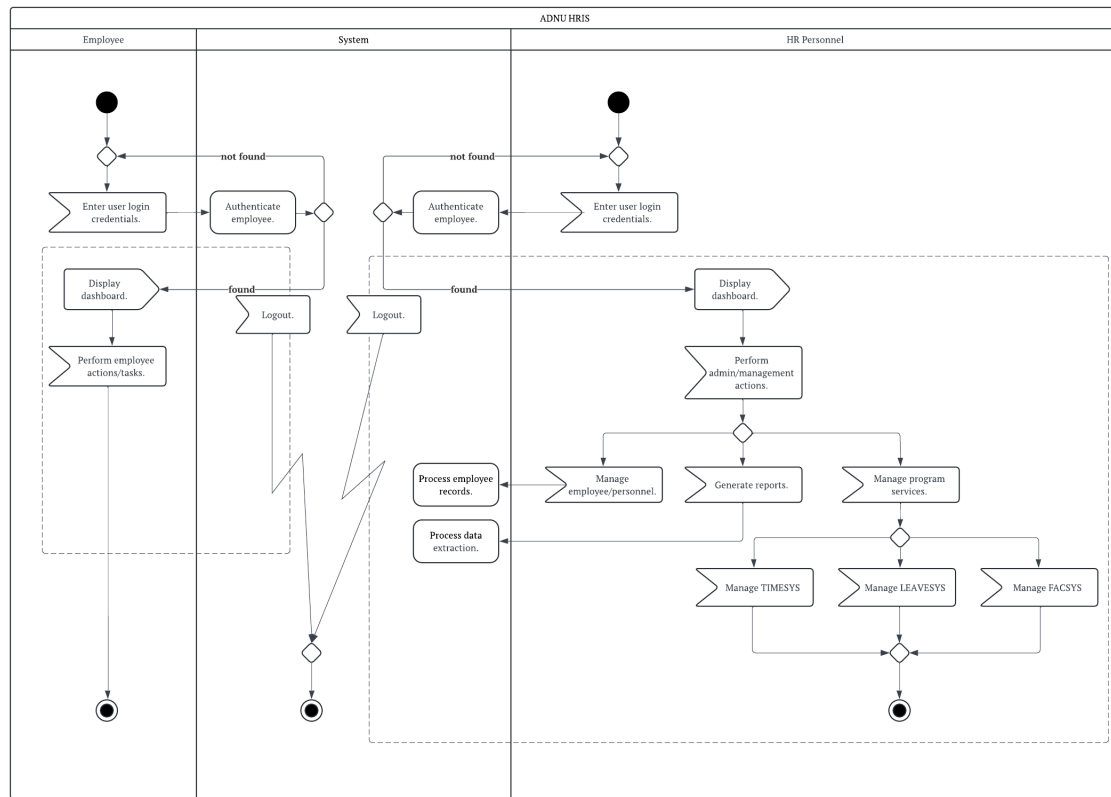 ADNU HRIS
Employee
System
HR Personnel
not found
not found
Enter user login
credentials.
Authenticate
employee.
Authenticate
employee.
Enter user login
credentials.
Display
dashboard.
found
found
Display
dashboard.
Logout.
Logout.
Perform employee
actions/tasks.
Perform
admin/management
actions.
Process employee
records.
Manage
employee/personnel.
Generate reports.
Manage program
services.
Process data
extraction.
Manage TIMESYS
Manage LEAVESYS
Manage FACSYS